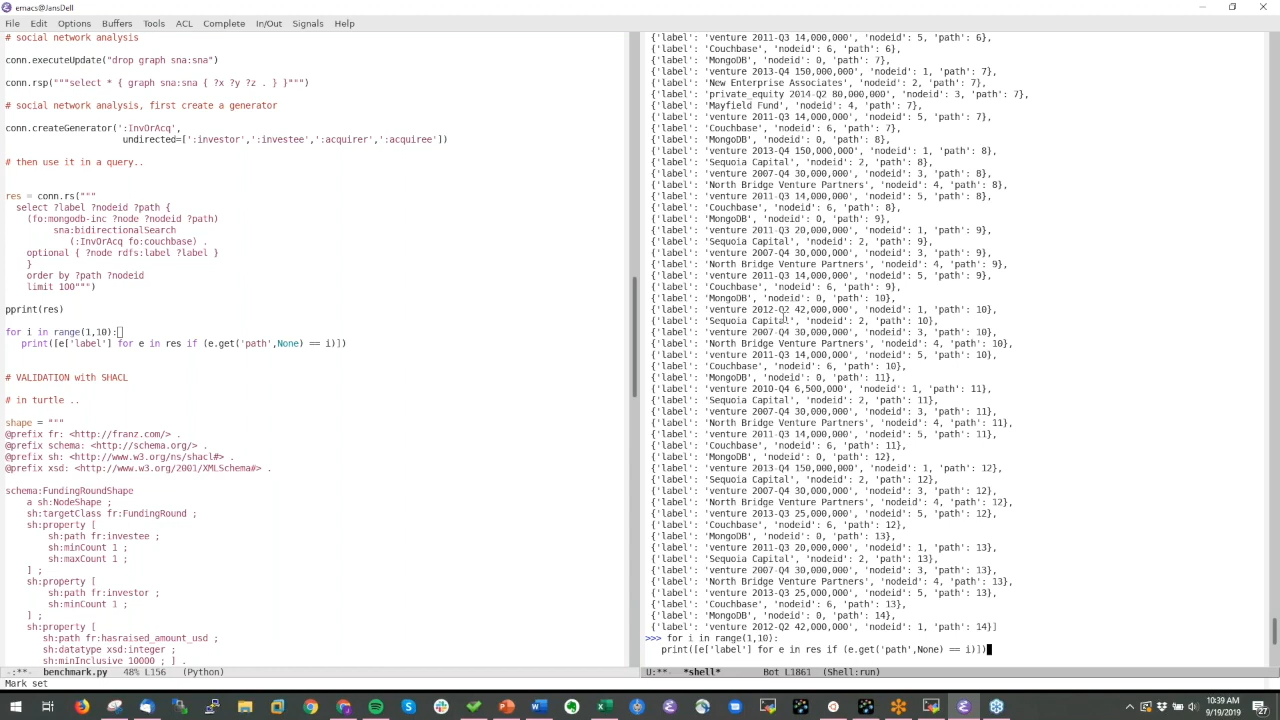 emacs@JansDell
File Edit Options Buffers Tools ACL Complete In/Out Signals Help
# social network analysis
conn.executeUpdate("drop graph sna:sna")
conn.rsp("""select * { graph sna:sna { ?x ?y ?z . } }""")
# social network analysis, first create a generator
conn.createGenerator(':InvOrAcq',
undirected=[':investor',':investee',':acquirer',':acquiree'])
# then use it in a query..
res = conn.rs("""
select ?label ?nodeid ?path {
(fo:mongodb-inc ?node ?nodeid ?path)
sna:bidirectionalSearch
(:InvOrAcq fo:couchbase) .
optional { ?node rdfs:label ?label }
}
order by ?path ?nodeid
limit 100""")
pprint(res)
for i in range(1,10):
print([e['label'] for e in res if (e.get('path',None) == i)])
# VALIDATION with SHACL
# in turtle ..
shape = """
@prefix fr: <http://franz.com/> .
@prefix schema: <http://schema.org/> .
@prefix sh: <http://www.w3.org/ns/shacl#> .
@prefix xsd: <http://www.w3.org/2001/XMLSchema#> .
schema:FundingRoundShape
a sh:NodeShape ;
sh:targetClass fr:FundingRound ;
sh:property [
sh:path fr:investee ;
sh:minCount 1 ;
sh:maxCount 1 ;
] ;
sh:property [
sh:path fr:investor ;
sh:minCount 1 ;
] ;
sh:property [
sh:path fr:hasraised_amount_usd ;
sh:datatype xsd:integer ;
sh:minInclusive 10000 ; ] .
-:**- benchmark.py 48% L156 (Python)
Mark set
{'label': 'venture 2011-Q3 14,000,000', 'nodeid': 5, 'path': 6},
{'label': 'Couchbase', 'nodeid': 6, 'path': 6},
{'label': 'MongoDB', 'nodeid': 0, 'path': 7},
{'label': 'venture 2013-Q4 150,000,000', 'nodeid': 1, 'path': 7},
{'label': 'New Enterprise Associates', 'nodeid': 2, 'path': 7},
{'label': 'private_equity 2014-Q2 80,000,000', 'nodeid': 3, 'path': 7},
{'label': 'Mayfield Fund', 'nodeid': 4, 'path': 7},
{'label': 'venture 2011-Q3 14,000,000', 'nodeid': 5, 'path': 7},
{'label': 'Couchbase', 'nodeid': 6, 'path': 7},
{'label': 'MongoDB', 'nodeid': 0, 'path': 8},
{'label': 'venture 2013-Q4 150,000,000', 'nodeid': 1, 'path': 8},
{'label': 'Sequoia Capital', 'nodeid': 2, 'path': 8},
{'label': 'venture 2007-Q4 30,000,000', 'nodeid': 3, 'path': 8},
{'label': 'North Bridge Venture Partners', 'nodeid': 4, 'path': 8},
{'label': 'venture 2011-Q3 14,000,000', 'nodeid': 5, 'path': 8},
{'label': 'Couchbase', 'nodeid': 6, 'path': 8},
{'label': 'MongoDB', 'nodeid': 0, 'path': 9},
{'label': 'venture 2011-Q3 20,000,000', 'nodeid': 1, 'path': 9},
{'label': 'Sequoia Capital', 'nodeid': 2, 'path': 9},
{'label': 'venture 2007-Q4 30,000,000', 'nodeid': 3, 'path': 9},
{'label': 'North Bridge Venture Partners', 'nodeid': 4, 'path': 9},
{'label': 'venture 2011-Q3 14,000,000', 'nodeid': 5, 'path': 9},
{'label': 'Couchbase', 'nodeid': 6, 'path': 9},
{'label': 'MongoDB', 'nodeid': 0, 'path': 10},
{'label': 'venture 2012-Q2 42,000,000', 'nodeid': 1, 'path': 10},
{'label': 'Sequoia Capital', 'nodeid': 2, 'path': 10},
{'label': 'venture 2007-Q4 30,000,000', 'nodeid': 3, 'path': 10},
{'label': 'North Bridge Venture Partners', 'nodeid': 4, 'path': 10},
{'label': 'venture 2011-Q3 14,000,000', 'nodeid': 5, 'path': 10},
{'label': 'Couchbase', 'nodeid': 6, 'path': 10},
{'label': 'MongoDB', 'nodeid': 0, 'path': 11},
{'label': 'venture 2010-Q4 6,500,000', 'nodeid': 1, 'path': 11},
{'label': 'Sequoia Capital', 'nodeid': 2, 'path': 11},
{'label': 'venture 2007-Q4 30,000,000', 'nodeid': 3, 'path': 11},
{'label': 'North Bridge Venture Partners', 'nodeid': 4, 'path': 11},
{'label': 'venture 2011-Q3 14,000,000', 'nodeid': 5, 'path': 11},
{'label': 'Couchbase', 'nodeid': 6, 'path': 11},
{'label': 'MongoDB', 'nodeid': 0, 'path': 12},
{'label': 'venture 2013-Q4 150,000,000', 'nodeid': 1, 'path': 12},
{'label': 'Sequoia Capital', 'nodeid': 2, 'path': 12},
{'label': 'venture 2007-Q4 30,000,000', 'nodeid': 3, 'path': 12},
{'label': 'North Bridge Venture Partners', 'nodeid': 4, 'path': 12},
{'label': 'venture 2013-Q3 25,000,000', 'nodeid': 5, 'path': 12},
{'label': 'Couchbase', 'nodeid': 6, 'path': 12},
{'label': 'MongoDB', 'nodeid': 0, 'path': 13},
{'label': 'venture 2011-Q3 20,000,000', 'nodeid': 1, 'path': 13},
{'label': 'Sequoia Capital', 'nodeid': 2, 'path': 13},
{'label': 'venture 2007-Q4 30,000,000', 'nodeid': 3, 'path': 13},
{'label': 'North Bridge Venture Partners', 'nodeid': 4, 'path': 13},
{'label': 'venture 2013-Q3 25,000,000', 'nodeid': 5, 'path': 13},
{'label': 'Couchbase', 'nodeid': 6, 'path': 13},
{'label': 'MongoDB', 'nodeid': 0, 'path': 14},
{'label': 'venture 2012-Q2 42,000,000', 'nodeid': 1, 'path': 14}]
>>> for i in range(1,10):
print([e['label'] for e in res if (e.get('path',None) == i)])
U:**- *shell* Bot L1861 (Shell:run)
10:39 AM
9/19/2019